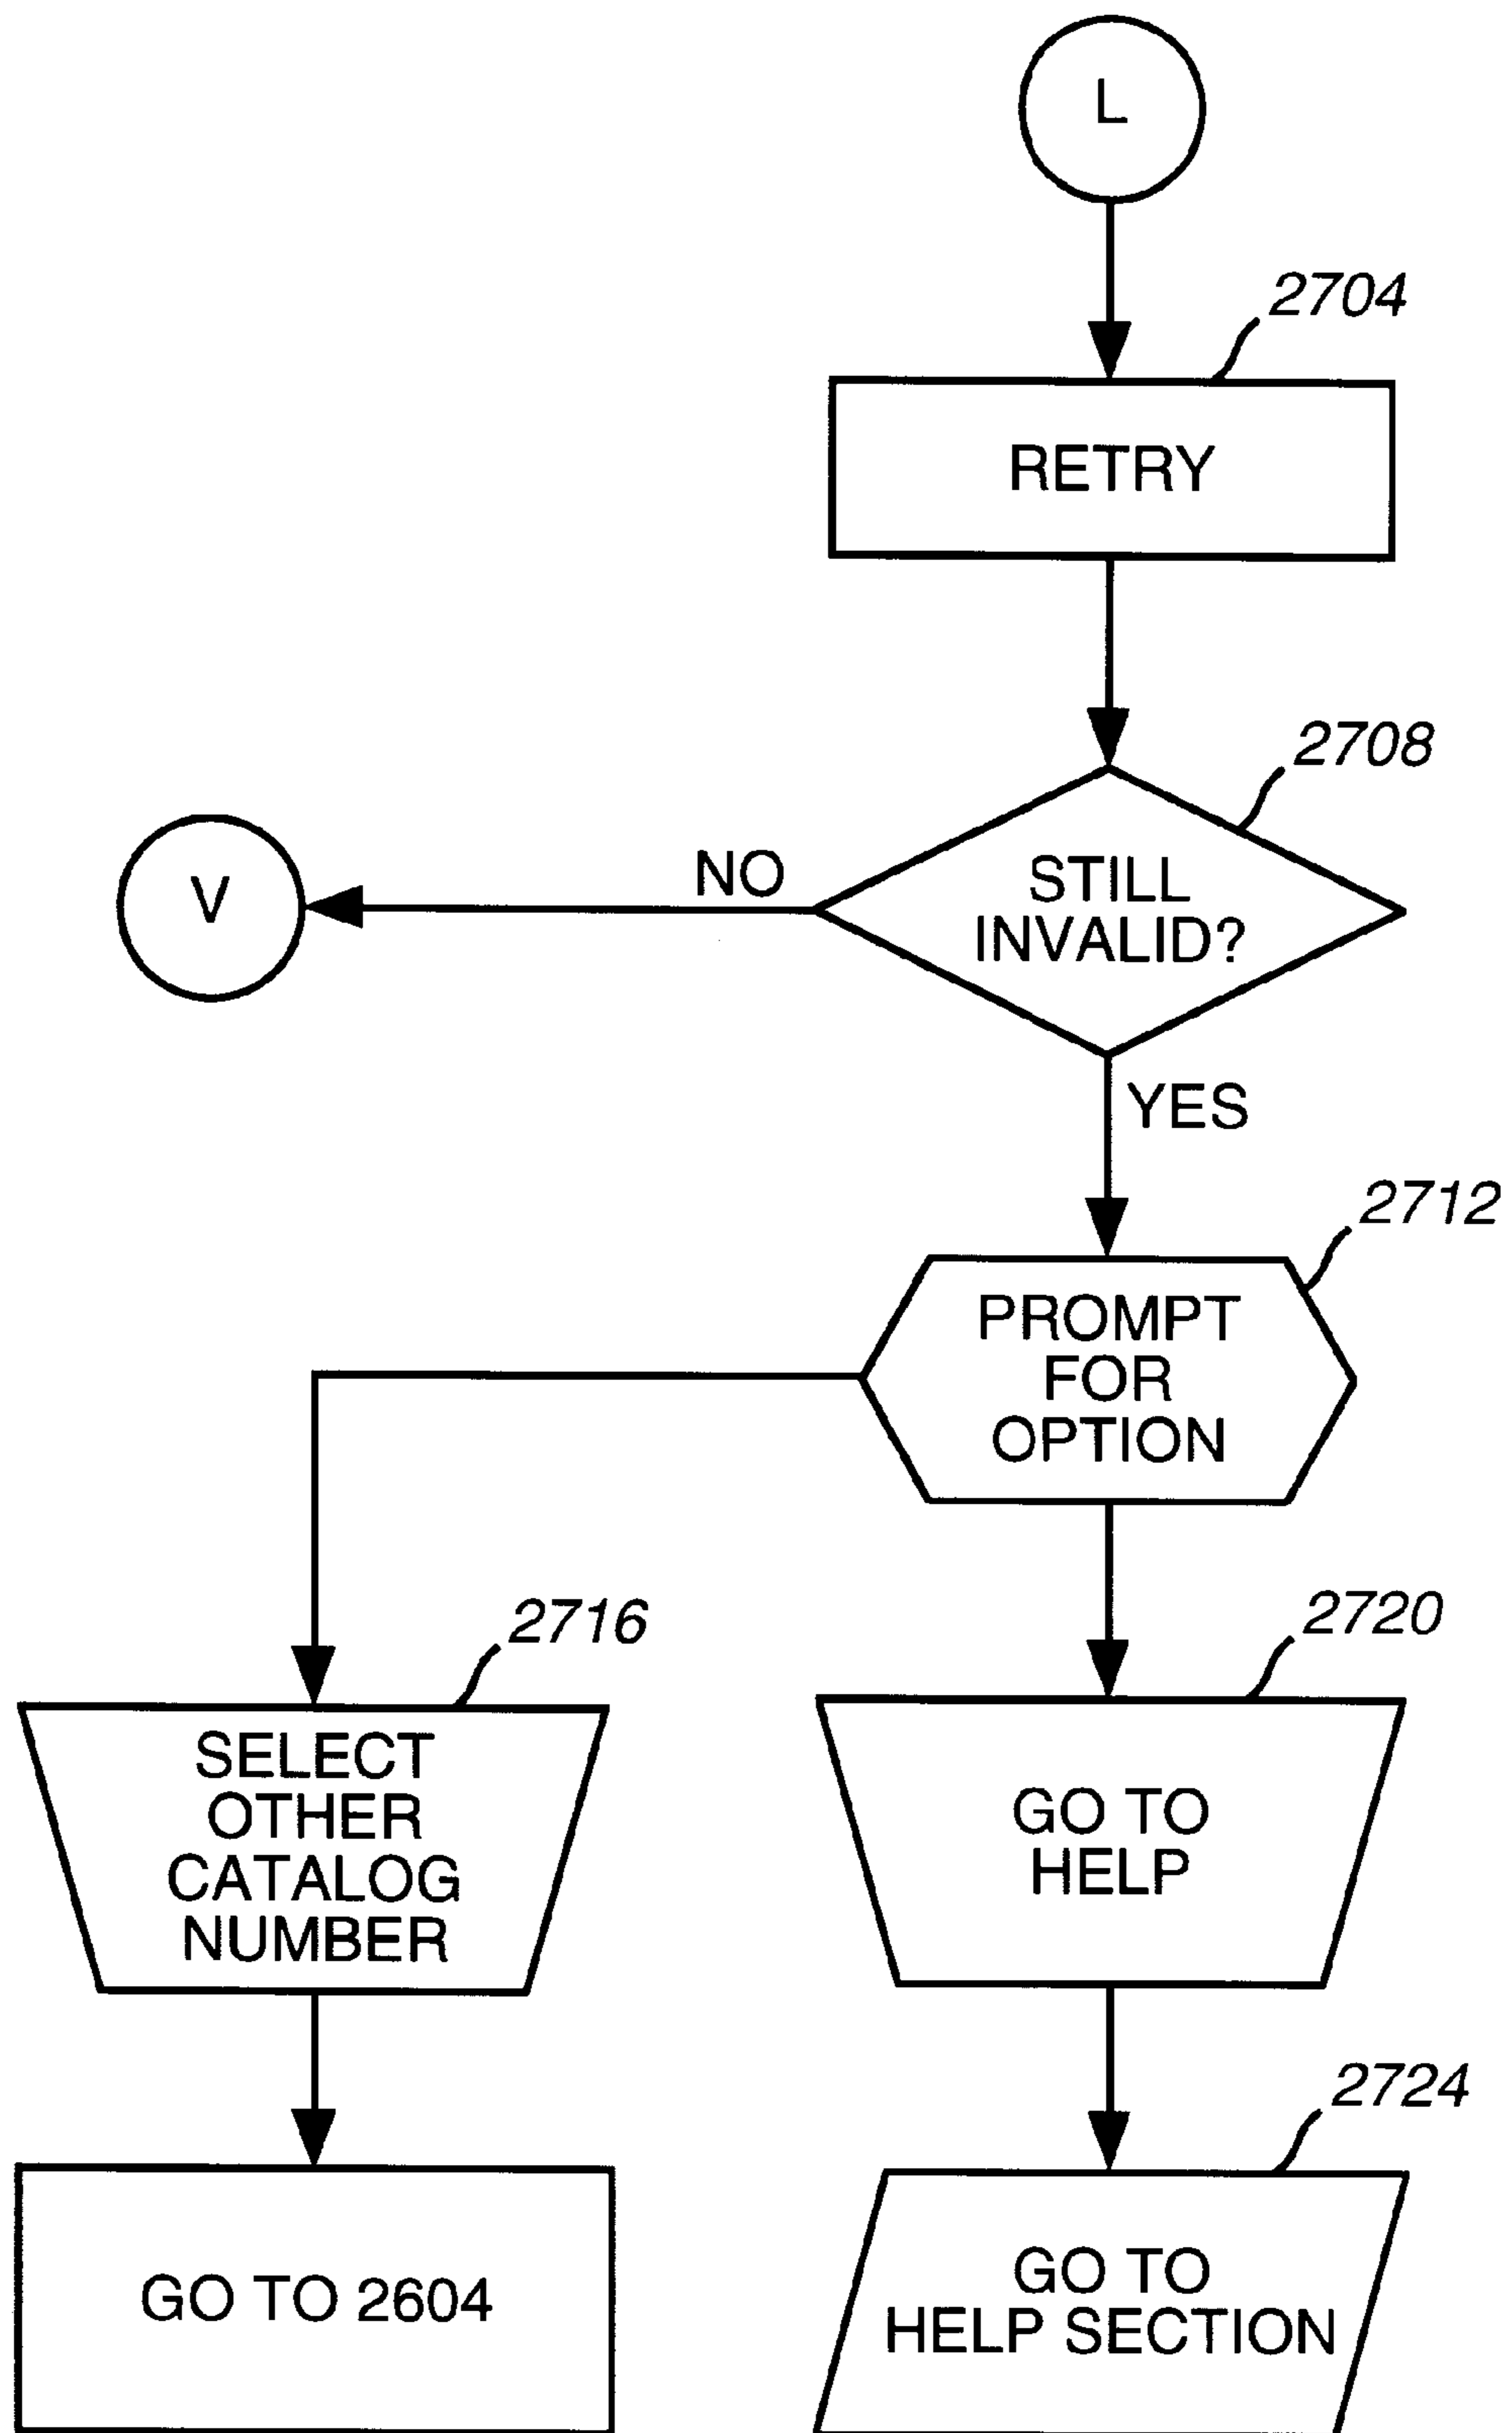 L
2704
RETRY
2708
STILL
INVALID?
NO
V
YES
2712
PROMPT
FOR
OPTION
2716
SELECT
OTHER
CATALOG
NUMBER
2720
GO TO
HELP
GO TO 2604
2724
GO TO
HELP SECTION